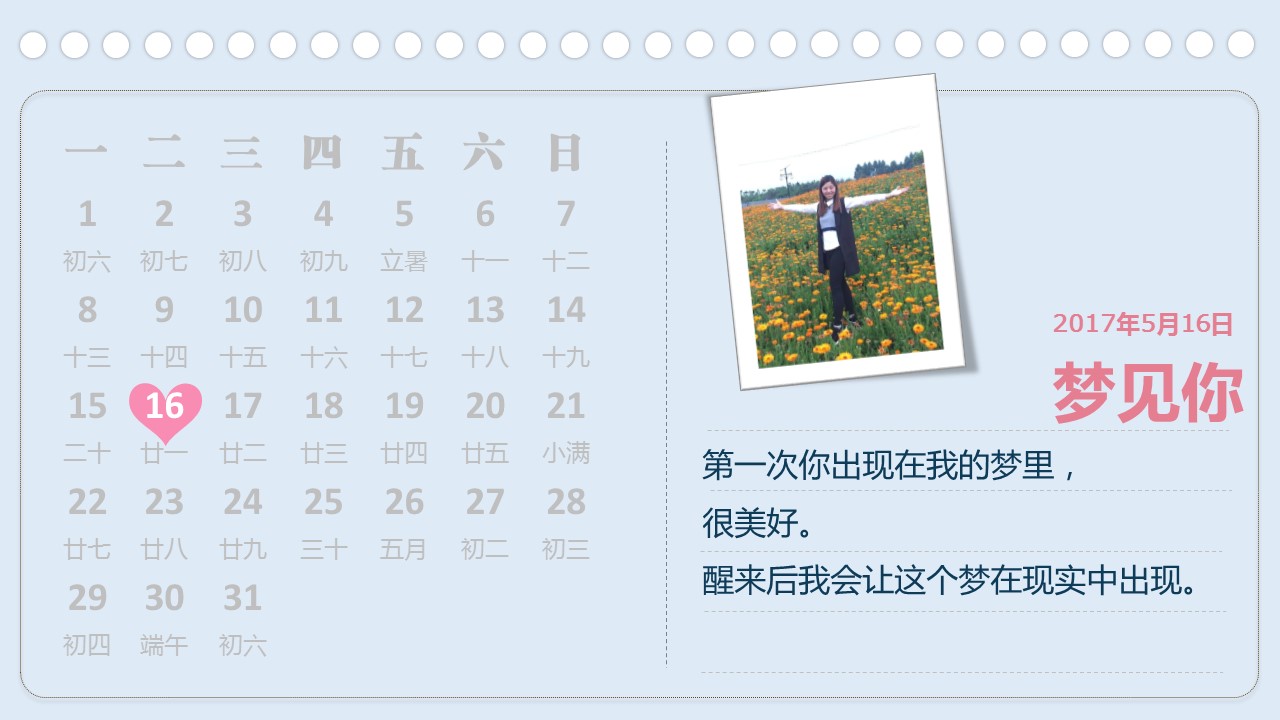 一 二 三 四 五 六 日
1 2 3 4 5 6 7
初六 初七 初八 初九 立暑 十一 十二
8 9 10 11 12 13 14
十三 十四 十五 十六 十七 十八 十九
15 16 17 18 19 20 21
二十 廿一 廿二 廿三 廿四 廿五 小满
22 23 24 25 26 27 28
廿七 廿八 廿九 三十 五月 初二 初三
29 30 31
初四 端午 初六
2017年5月16日
梦见你
第一次你出现在我的梦里，
很美好。
醒来后我会让这个梦在现实中出现。